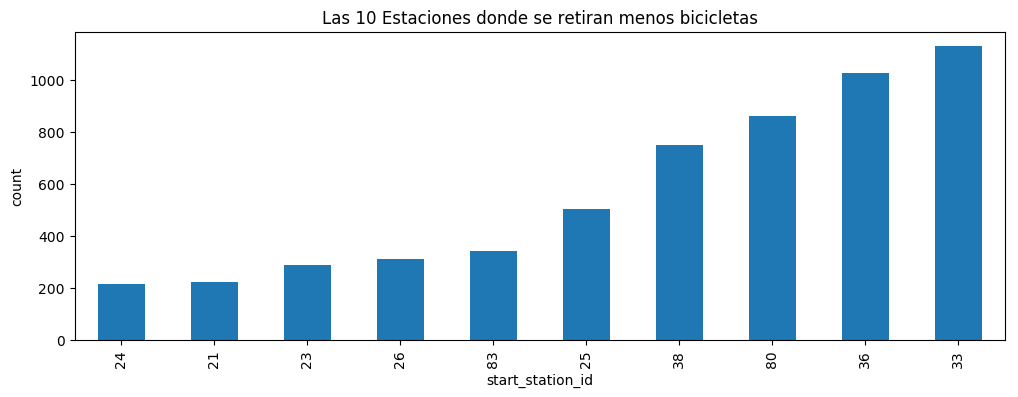 Las 10 Estaciones donde se retiran menos bicicletas
count
1000
800
600
400
200
0
24 21 23 26 83 25 38 80 36 33
start_station_id